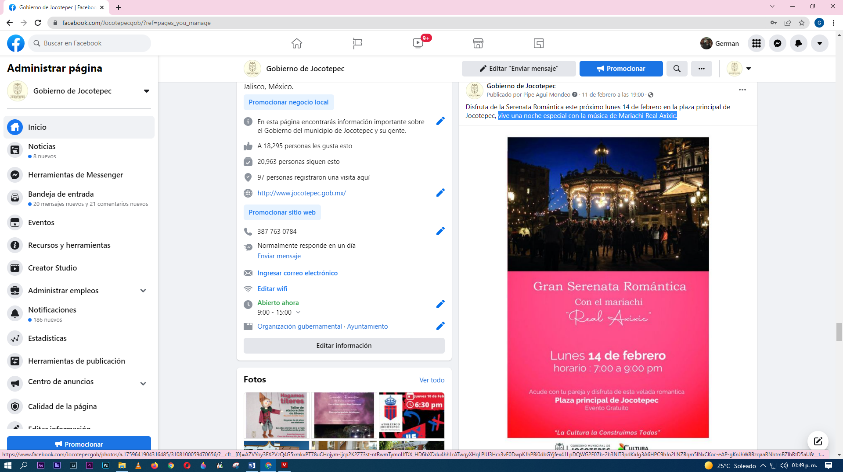 Gobierno de Jocotepec | Facebook
facebook.com/Jocotepecgob/?ref=pages_you_manage
Buscar en Facebook
9+
German
Administrar página
Gobierno de Jocotepec
Inicio
Noticias
8 nuevos
Herramientas de Messenger
Bandeja de entrada
20 mensajes nuevos y 21 comentarios nuevos
Eventos
Recursos y herramientas
Creator Studio
Administrar empleos
Notificaciones
186 nuevos
Estadísticas
Herramientas de publicación
Centro de anuncios
Calidad de la página
Editar información
Promocionar
Gobierno de Jocotepec
Editar "Enviar mensaje"
Promocionar
Jalisco, México.
Promocionar negocio local
En esta página encontrarás información importante sobre
el Gobierno del municipio de Jocotepec y su gente.
A 18,295 personas les gusta esto
20,963 personas siguen esto
97 personas registraron una visita aquí
http://www.jocotepec.gob.mx/
Promocionar sitio web
387 763 0784
Normalmente responde en un día
Enviar mensaje
Ingresar correo electrónico
Editar wifi
Abierto ahora
9:00 - 15:00
Organización gubernamental · Ayuntamiento
Editar información
Fotos
Ver todo
6:30 pm
Gobierno de Jocotepec
Publicado por Pipe Agui Mendeo · 11 de febrero a las 19:00
Disfruta de la Serenata Romántica este próximo lunes 14 de febrero en la plaza principal de
Jocotepec, vive una noche especial con la música de Mariachi Real Axixic.
Gran Serenata Romántica
Con el mariachi
"Real Axixic"
Lunes 14 de febrero
horario : 7:00 a 9:00 pm
Acude con tu pareja y disfruta de esta velada romántica
Plaza principal de Jocotepec
Evento Gratuito
"La Cultura la Construimos Todos"
CULTURA
25°C Soleado